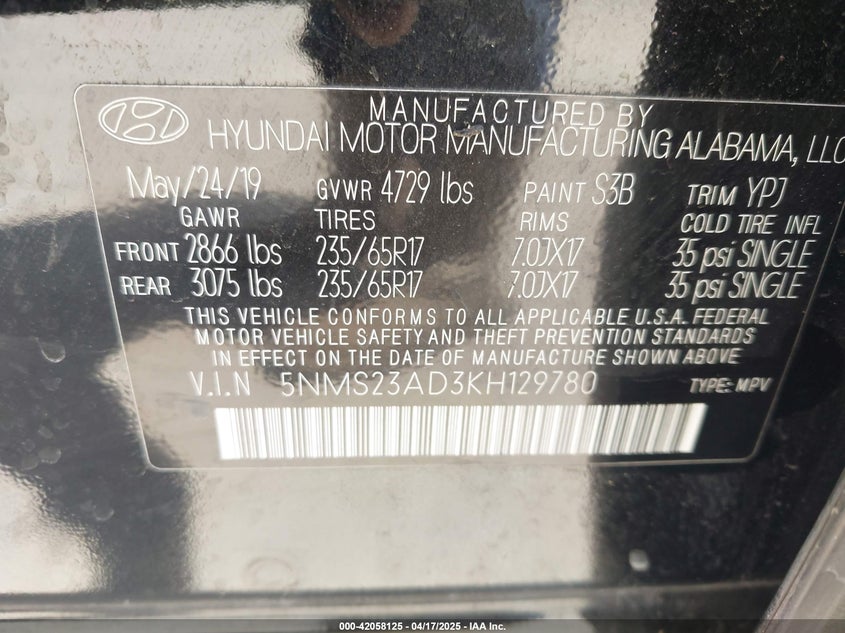 MANUFACTURED BY
HYUNDAI MOTOR MANUFACTURING ALABAMA, LLC
May/24/19 GVWR 4729 lbs PAINT S3B TRIM YPJ
GAWR TIRES RIMS COLD TIRE INFL
FRONT 2866 lbs 235/65R17 7.0JX17 35 psi SINGLE
REAR 3075 lbs 235/65R17 7.0JX17 35 psi SINGLE
THIS VEHICLE CONFORMS TO ALL APPLICABLE U.S.A. FEDERAL
MOTOR VEHICLE SAFETY AND THEFT PREVENTION STANDARDS
IN EFFECT ON THE DATE OF MANUFACTURE SHOWN ABOVE
V.I.N 5NMS23AD3KH129780 TYPE: MPV
000-42058125 - 04/17/2025 - IAA Inc.